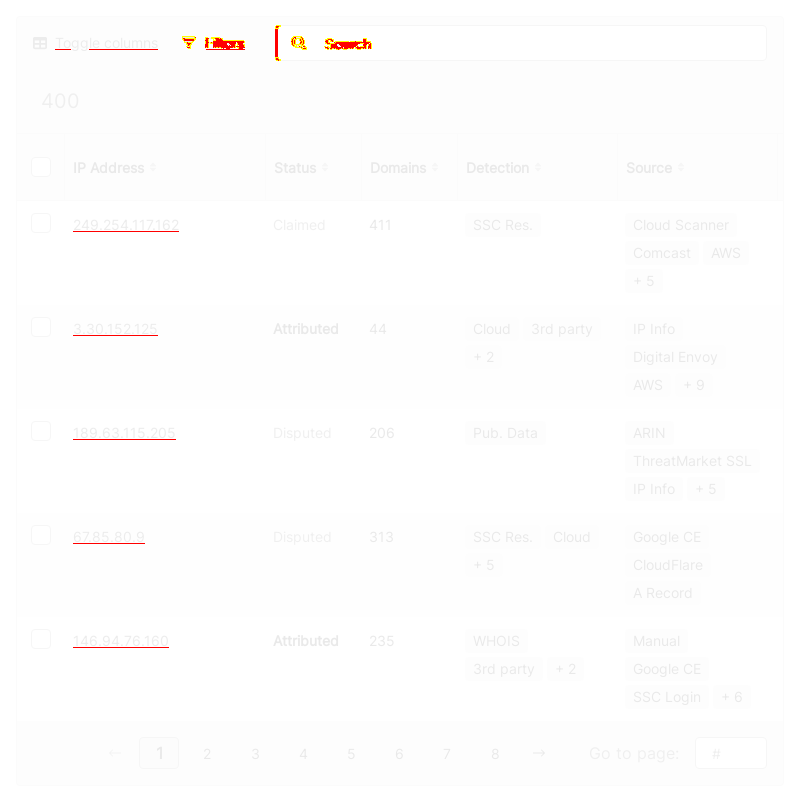 Toggle columns Filters Search
400
IP Address Status Domains Detection Source
249.254.117.162 Claimed 411 SSC Res. Cloud Scanner
Comcast AWS
+ 5
3.30.152.125 Attributed 44 Cloud 3rd party IP Info
+ 2 Digital Envoy
AWS + 9
189.63.115.205 Disputed 206 Pub. Data ARIN
ThreatMarket SSL
IP Info + 5
67.85.80.9 Disputed 313 SSC Res. Cloud Google CE
+ 5 CloudFlare
A Record
146.94.76.160 Attributed 235 WHOIS Manual
3rd party + 2 Google CE
SSC Login + 6
← 1 2 3 4 5 6 7 8 → Go to page: #